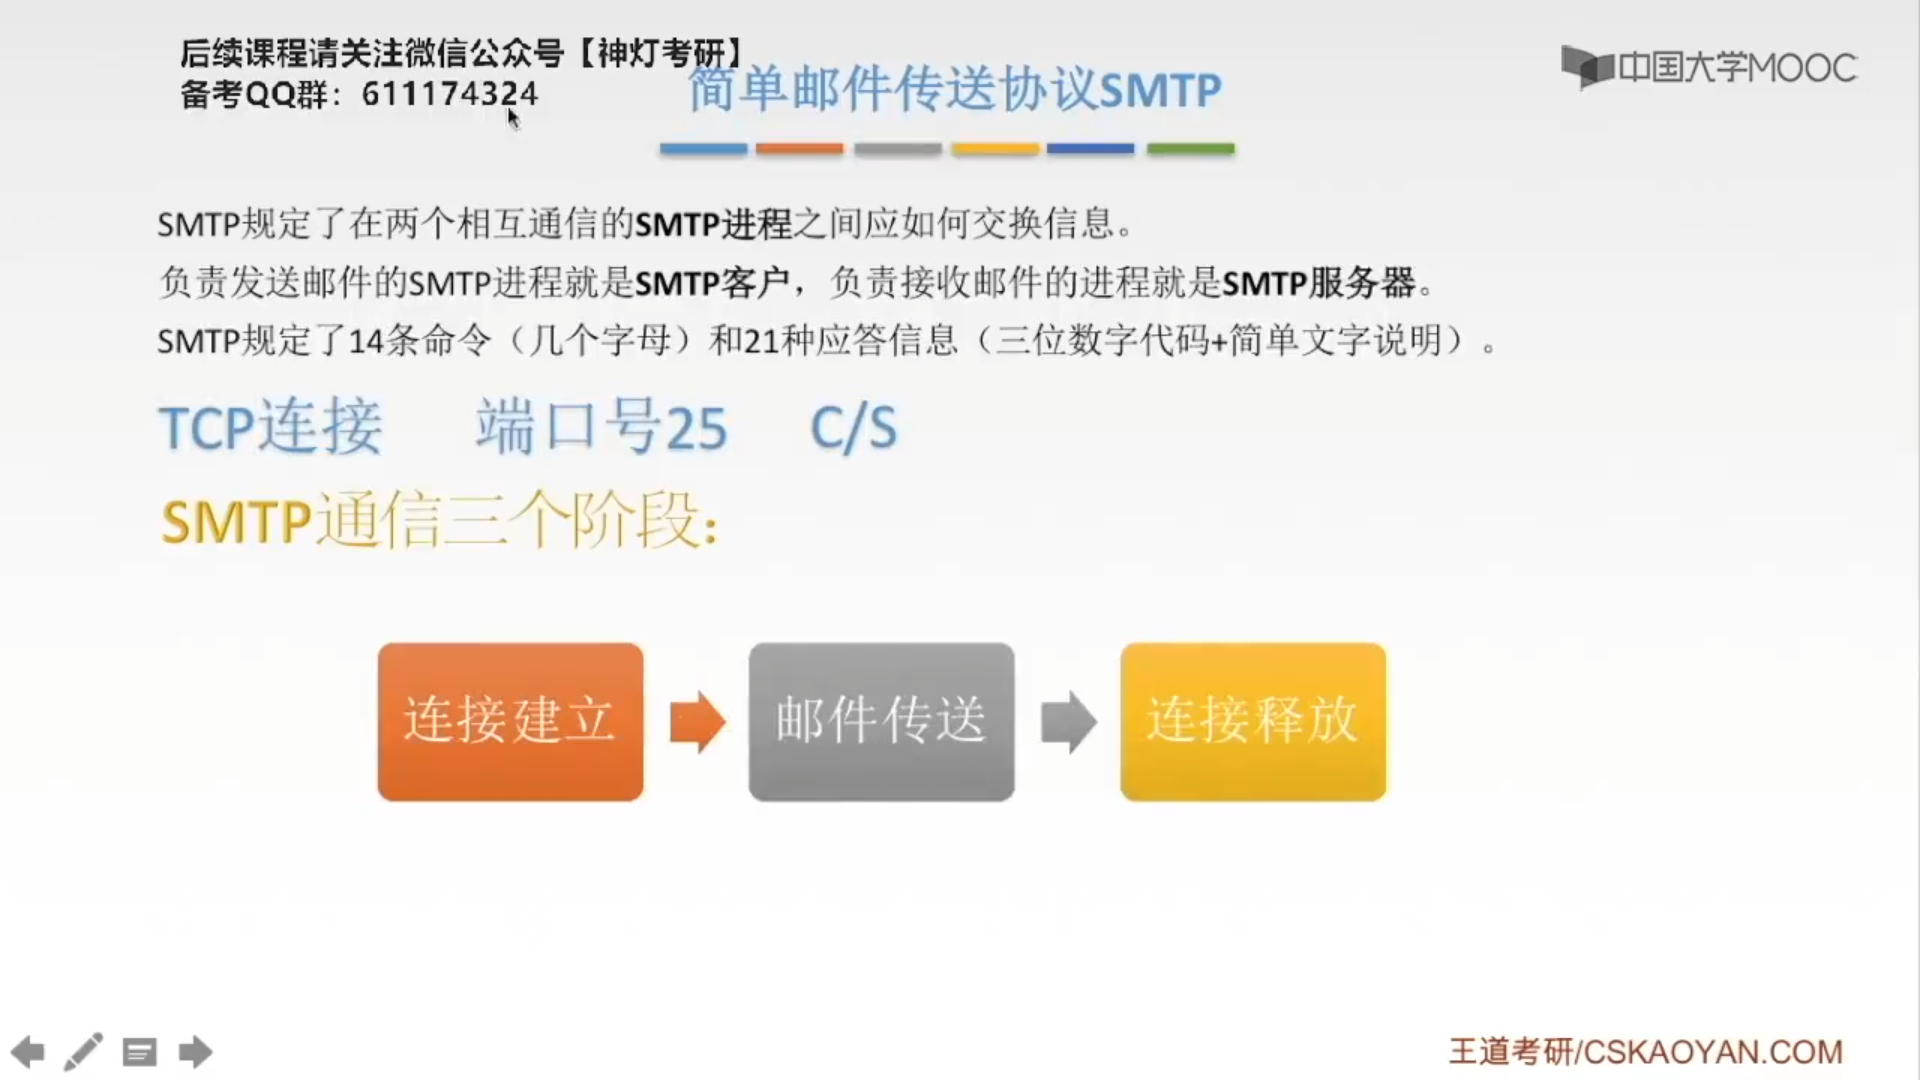 后续课程请关注微信公众号【神灯考研】
备考QQ群：611174324
简单邮件传送协议SMTP
中国大学MOOC
SMTP规定了在两个相互通信的SMTP进程之间应如何交换信息。
负责发送邮件的SMTP进程就是SMTP客户，负责接收邮件的进程就是SMTP服务器。
SMTP规定了14条命令（几个字母）和21种应答信息（三位数字代码+简单文字说明）。
TCP连接 端口号25 C/S
SMTP通信三个阶段:
连接建立 邮件传送 连接释放
王道考研/CSKAOYAN.COM